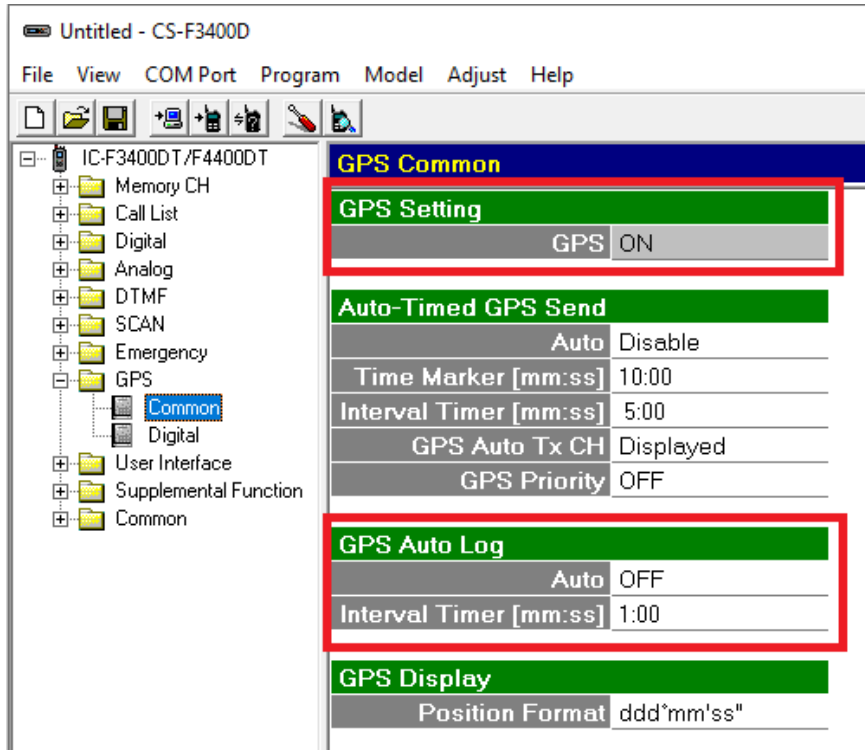 Untitled - CS-F3400D
File View COM Port Program Model Adjust Help
IC-F3400DT/F4400DT
Memory CH
Call List
Digital
Analog
DTMF
SCAN
Emergency
GPS
Common
Digital
User Interface
Supplemental Function
Common
GPS Common
GPS Setting
GPS ON
Auto-Timed GPS Send
Auto Disable
Time Marker [mm:ss] 10:00
Interval Timer [mm:ss] 5:00
GPS Auto Tx CH Displayed
GPS Priority OFF
GPS Auto Log
Auto OFF
Interval Timer [mm:ss] 1:00
GPS Display
Position Format ddd°mm'ss"